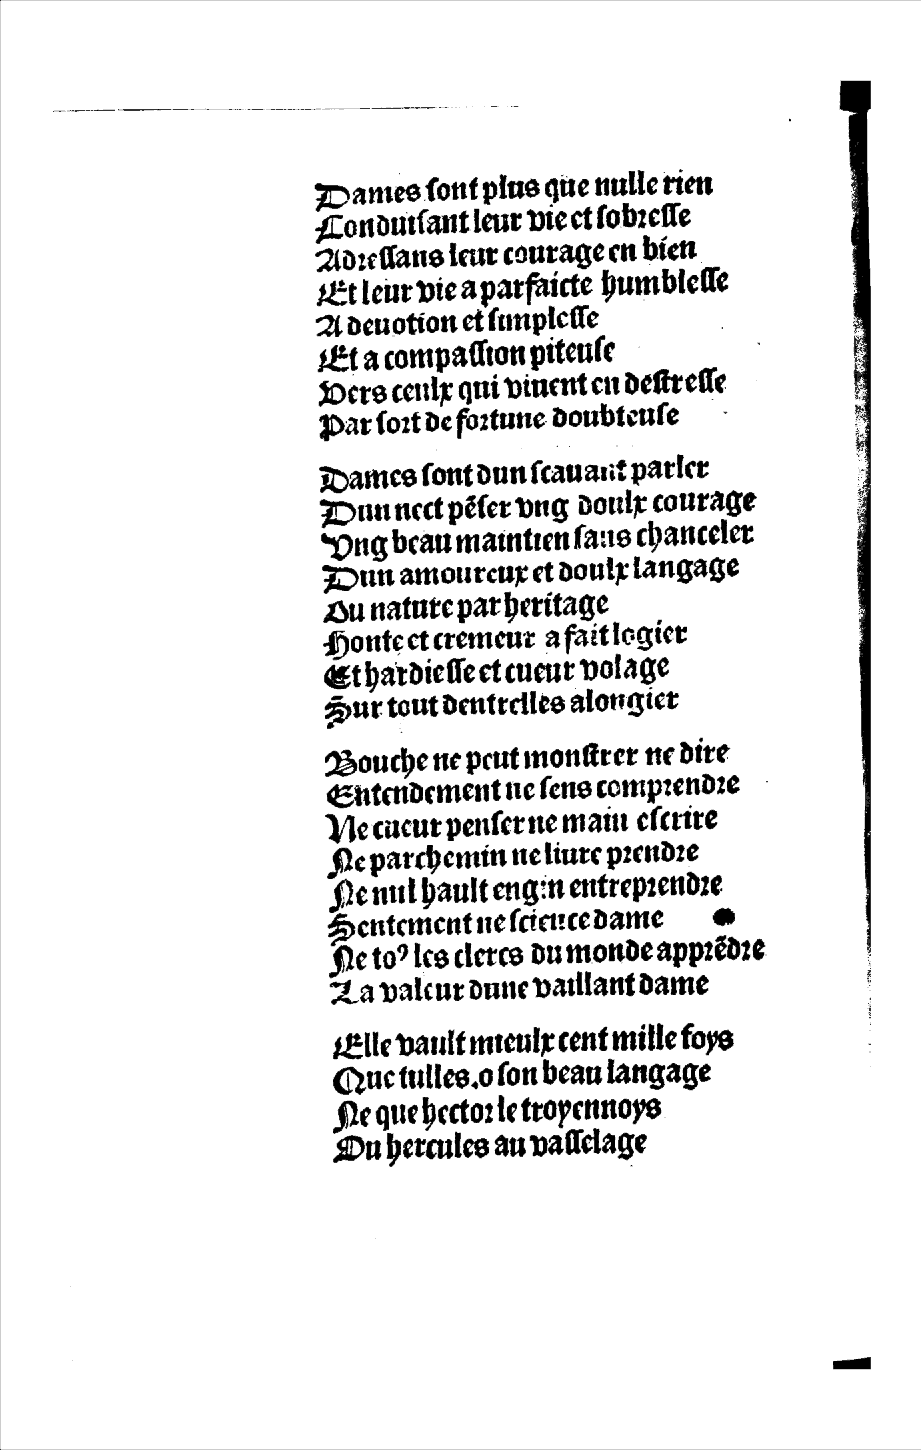 Dames sont plus que nulle rien
Conduisant leur vie et sobresse
Adressans leur courage en bien
Et leur vie a parfaicte humblesse
A deuotion et simplesse
Et a compassion piteuse
Vers ceulx qui viuent en destresse
Par sort de fortune doubteuse
Dames sont dun scauant parler
Dun nect pēser vng doulx courage
Vng beau maintien sans chanceler
Dun amoureux et doulx langage
Ou nature par heritage
Honte et cremeur a fait logier
Et hardiesse et cueur volage
Sur tout dentrelles alongier
Bouche ne peut monstrer ne dire
Entendement ne sens comprendre
Ne cueur penser ne main escrire
Ne parchemin ne liure prendre
Ne nul hault engin entreprendre
Sentement ne science dame
Ne toꝰ les clercs du monde apprēdre
La valeur dune vaillant dame
Elle vault mieulx cent mille foys
Que tulles.o son beau langage
Ne que hector le troyennoys
Ou hercules au vasselage